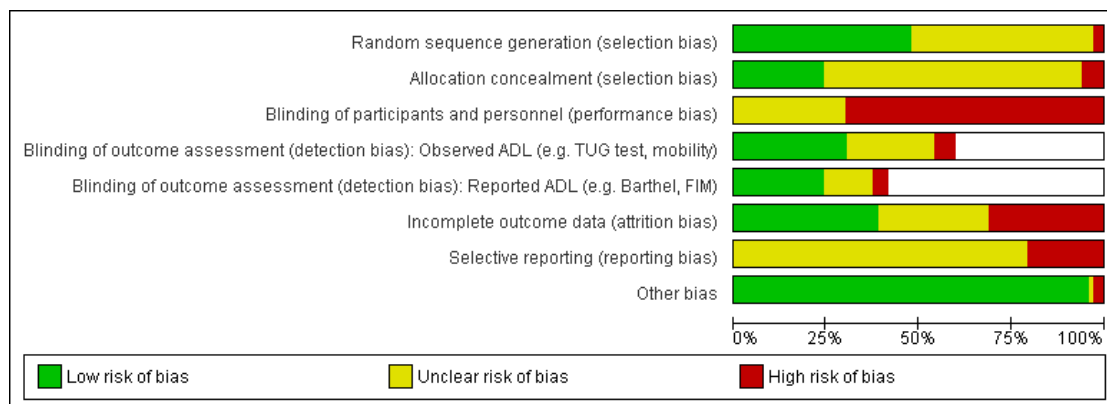 Random sequence generation (selection bias)
Allocation concealment (selection bias)
Blinding of participants and personnel (performance bias)
Blinding of outcome assessment (detection bias): Observed ADL (e.g. TUG test, mobility)
Blinding of outcome assessment (detection bias): Reported ADL (e.g. Barthel, FIM)
Incomplete outcome data (attrition bias)
Selective reporting (reporting bias)
Other bias
0% 25% 50% 75% 100%
Low risk of bias Unclear risk of bias High risk of bias